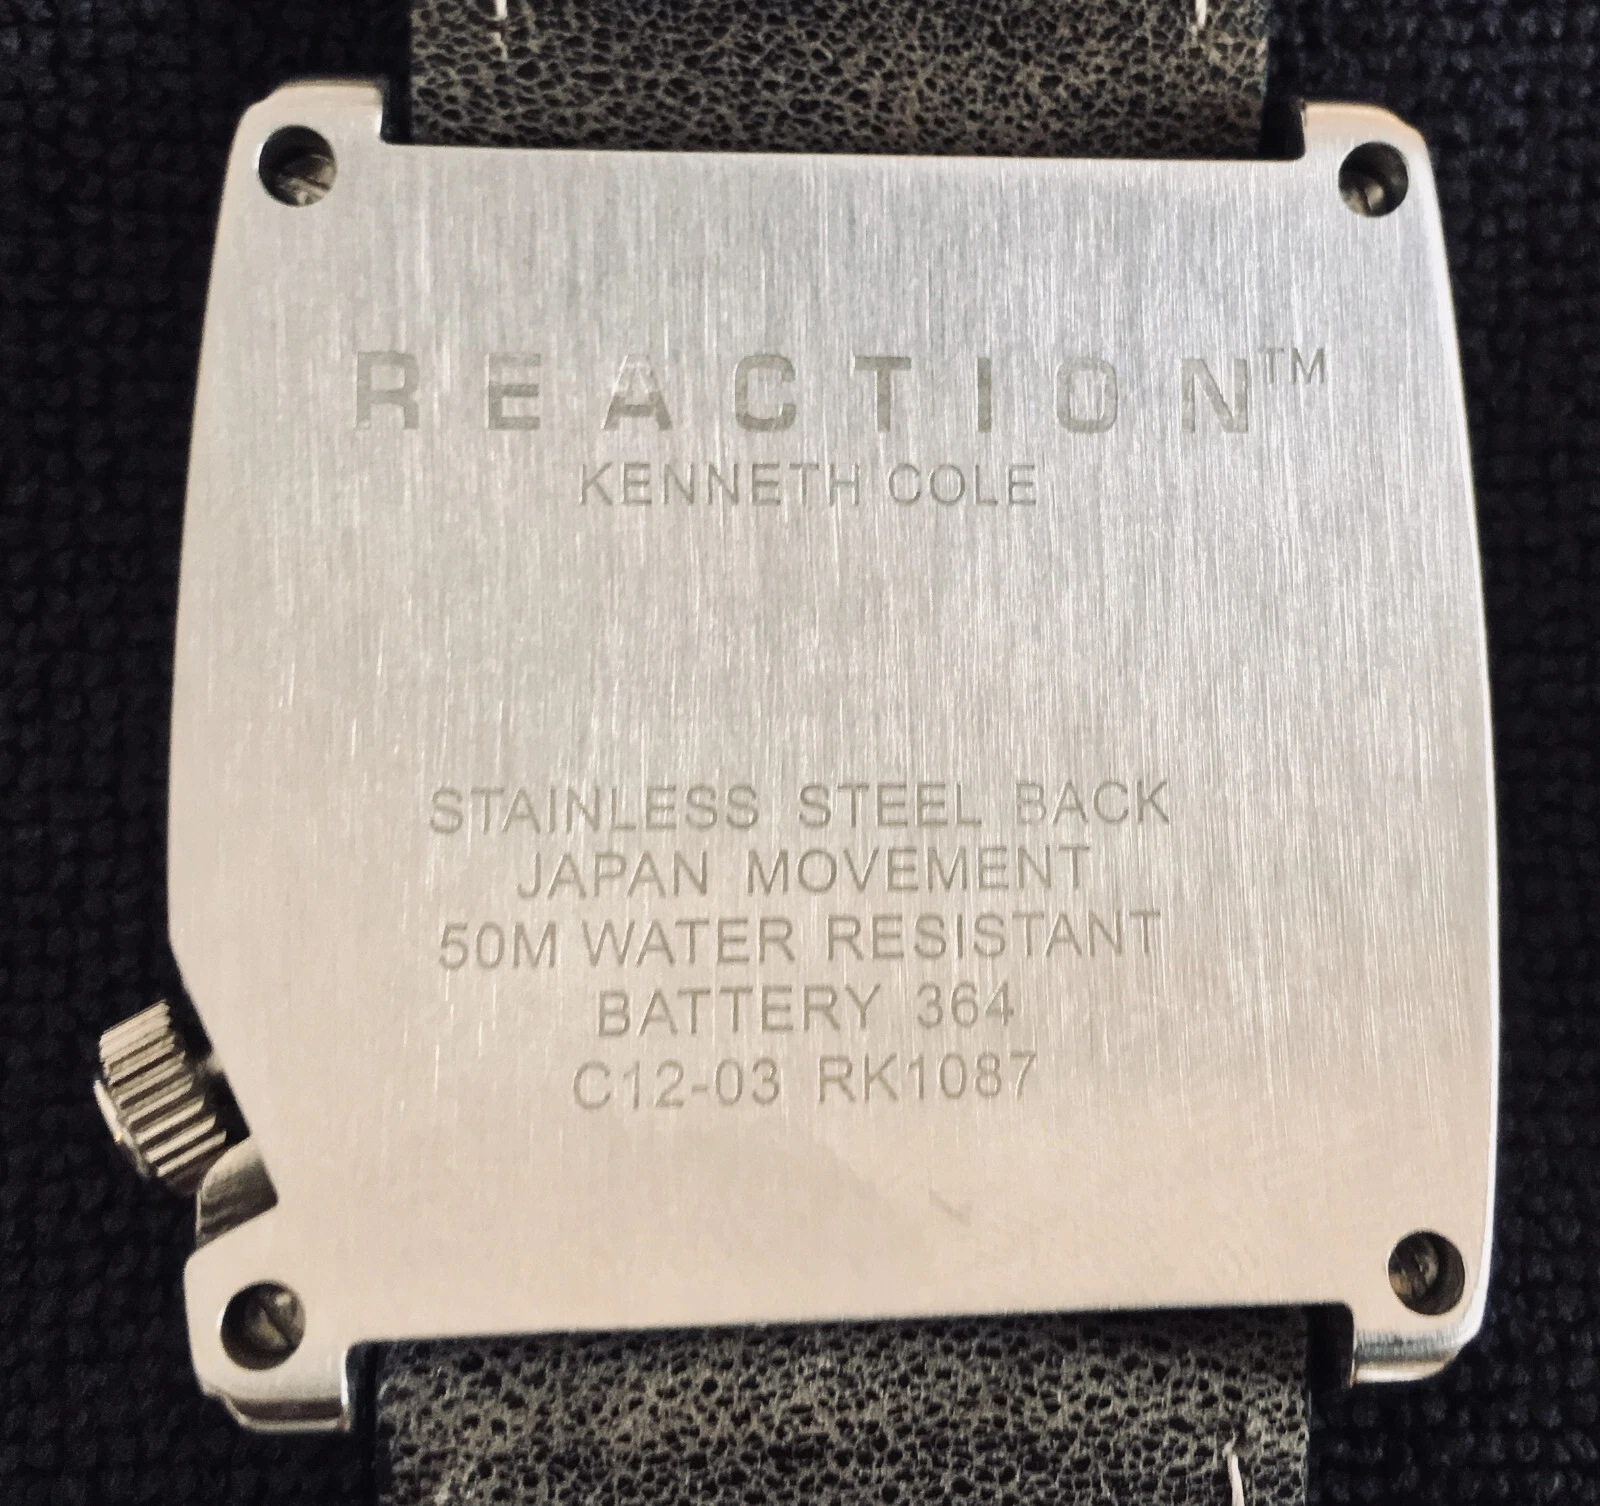 REACTION™
KENNETH COLE
STAINLESS STEEL BACK
JAPAN MOVEMENT
50M WATER RESISTANT
BATTERY 364
C12-03 RK1087